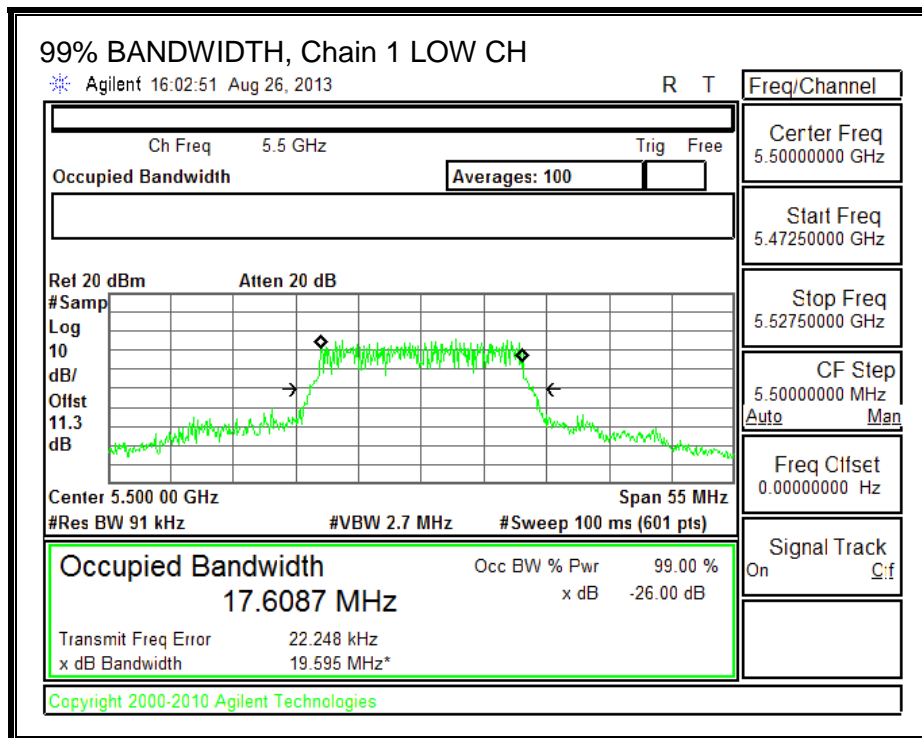 99% BANDWIDTH, Chain 1 LOW CH
Agilent 16:02:51 Aug 26, 2013 R T
Freq/Channel
Ch Freq 5.5 GHz Trig Free
Occupied Bandwidth Averages: 100
Center Freq
5.50000000 GHz
Start Freq
5.47250000 GHz
Stop Freq
5.52750000 GHz
CF Step
5.50000000 MHz
Auto Man
Freq Offset
0.00000000 Hz
Signal Track
On Off
Ref 20 dBm Atten 20 dB
#Samp
Log
10
dB/
Offst
11.3
dB
Center 5.500 00 GHz Span 55 MHz
#Res BW 91 kHz #VBW 2.7 MHz #Sweep 100 ms (601 pts)
Occupied Bandwidth
17.6087 MHz
Occ BW % Pwr 99.00 %
x dB -26.00 dB
Transmit Freq Error 22.248 kHz
x dB Bandwidth 19.595 MHz*
Copyright 2000-2010 Agilent Technologies